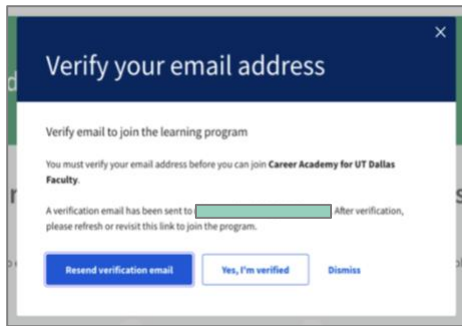 Verify your email address
Verify email to join the learning program
You must verify your email address before you can join Career Academy for UT Dallas
Faculty.
A verification email has been sent to After verification,
please refresh or revisit this link to join the program.
Resend verification email Yes, I'm verified Dismiss